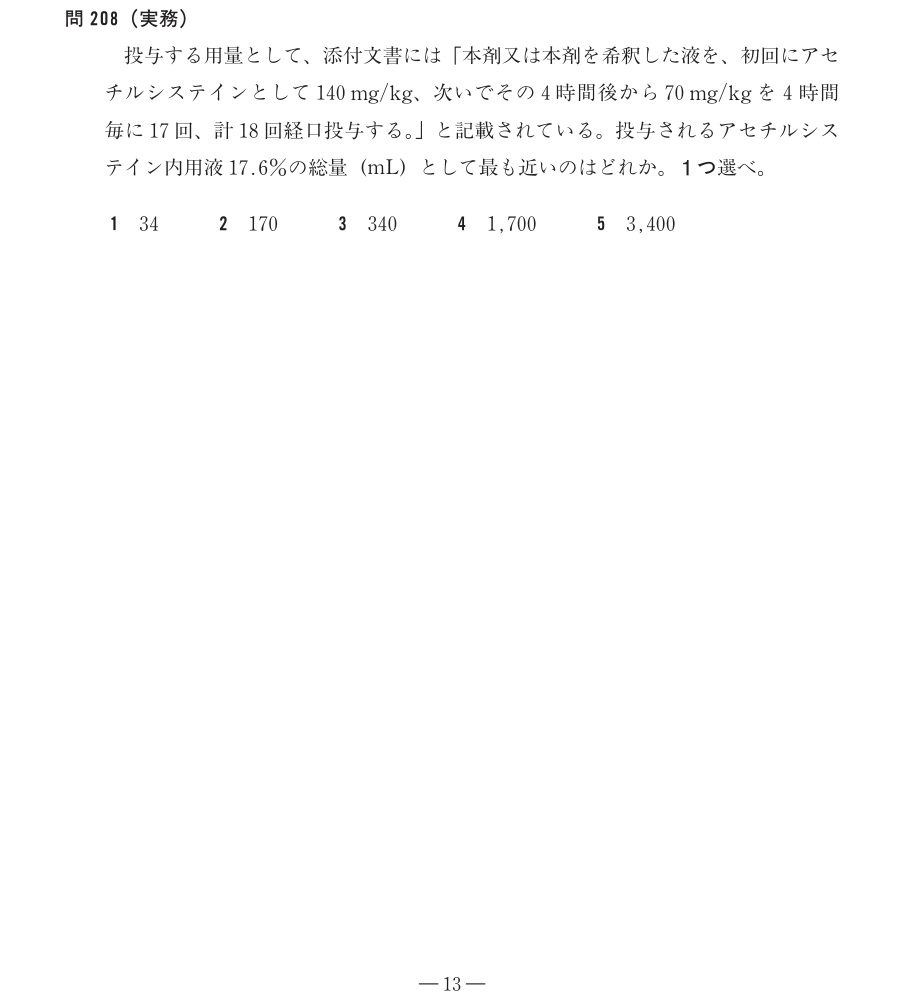 問 208（実務）
投与する用量として、添付文書には「本剤又は本剤を希釈した液を、初回にアセ
チルシステインとして 140 mg/kg、次いでその 4 時間後から 70 mg/kg を 4 時間
毎に 17 回、計 18 回経口投与する。」と記載されている。投与されるアセチルシス
テイン内用液 17.6％の総量（mL）として最も近いのはどれか。1つ選べ。
1 34 2 170 3 340 4 1,700 5 3,400
— 13 —